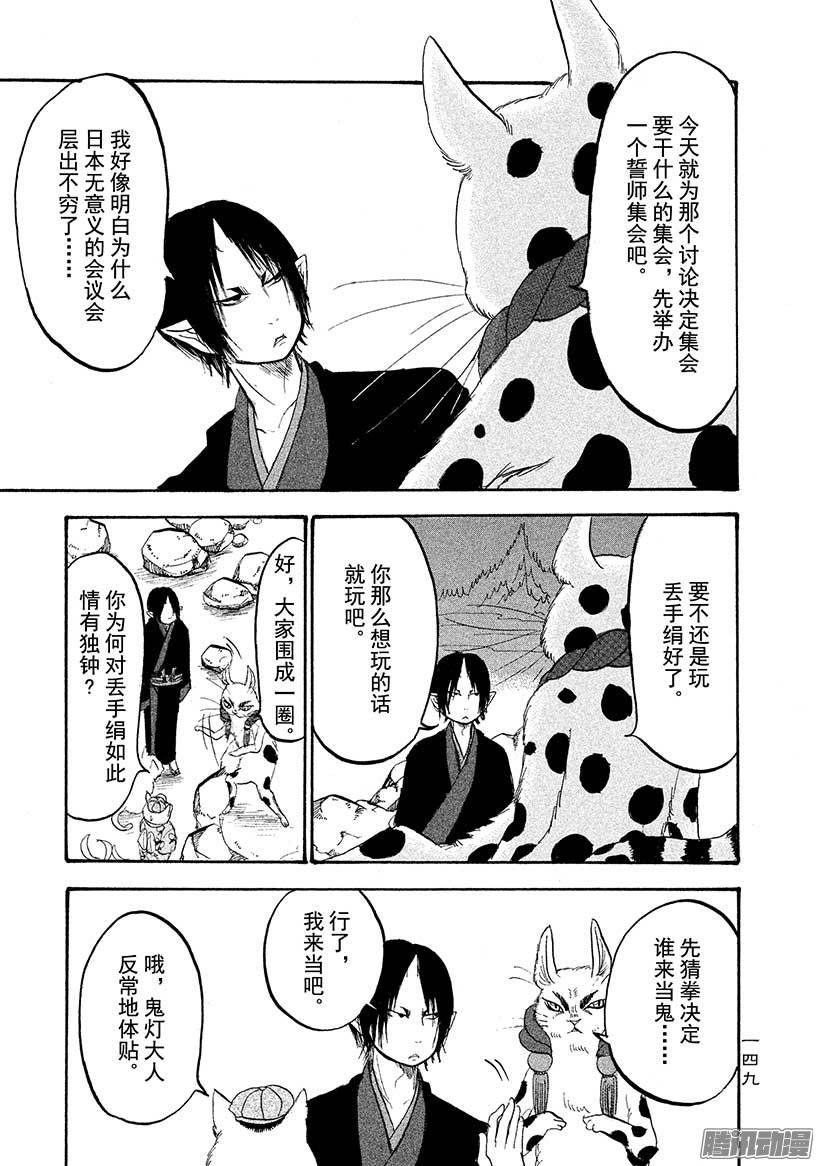 今天就为那个讨论决定集会
要干什么的集会，先举办
一个誓师集会吧。
我好像明白为什么
日本无意义的会议会
层出不穷了……
要不还是玩
丢手绢好了。
你那么想玩的话
就玩吧。
好，大家围成一圈。
你为何对丢手绢如此
情有独钟？
先猜拳决定
谁来当鬼……
行了，
我来当吧。
哦，鬼灯大人
反常地体贴。
一四九
腾讯动漫